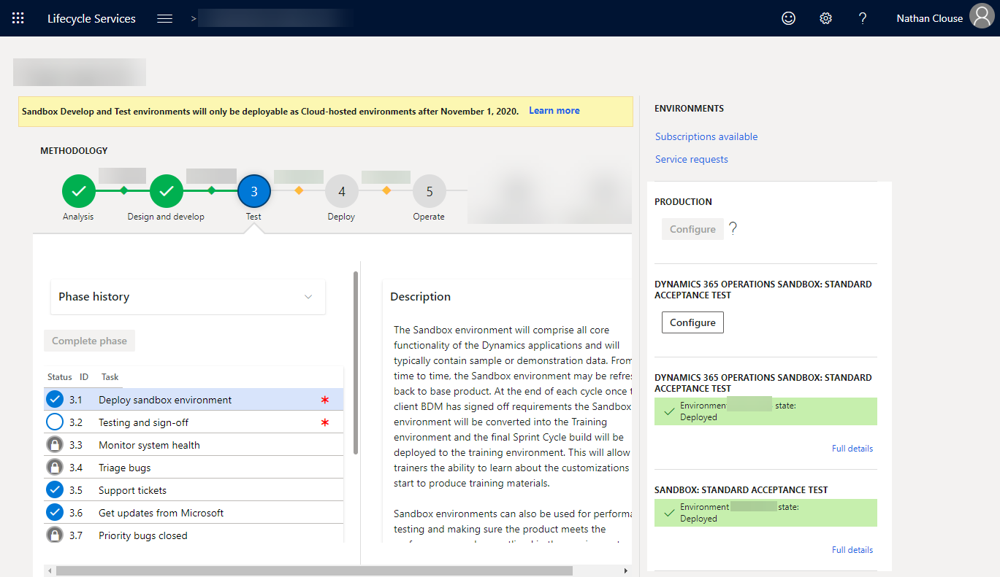 Lifecycle Services
>
?
Nathan Clouse
Sandbox Develop and Test environments will only be deployable as Cloud-hosted environments after November 1, 2020. Learn more
METHODOLOGY
3
4
5
Analysis
Design and develop
Test
Deploy
Operate
Phase history
Complete phase
Status ID Task
3.1 Deploy sandbox environment *
3.2 Testing and sign-off *
3.3 Monitor system health
3.4 Triage bugs
3.5 Support tickets
3.6 Get updates from Microsoft
3.7 Priority bugs closed
Description
The Sandbox environment will comprise all core
functionality of the Dynamics applications and will
typically contain sample or demonstration data. From
time to time, the Sandbox environment may be refres
back to base product. At the end of each cycle once t
client BDM has signed off requirements the Sandbox
environment will be converted into the Training
environment and the final Sprint Cycle build will be
deployed to the training environment. This will allow
trainers the ability to learn about the customizations
start to produce training materials.
Sandbox environments can also be used for performa
testing and making sure the product meets the
ENVIRONMENTS
Subscriptions available
Service requests
PRODUCTION
Configure ?
DYNAMICS 365 OPERATIONS SANDBOX: STANDARD
ACCEPTANCE TEST
Configure
DYNAMICS 365 OPERATIONS SANDBOX: STANDARD
ACCEPTANCE TEST
Environment state:
Deployed
Full details
SANDBOX: STANDARD ACCEPTANCE TEST
Environment state:
Deployed
Full details